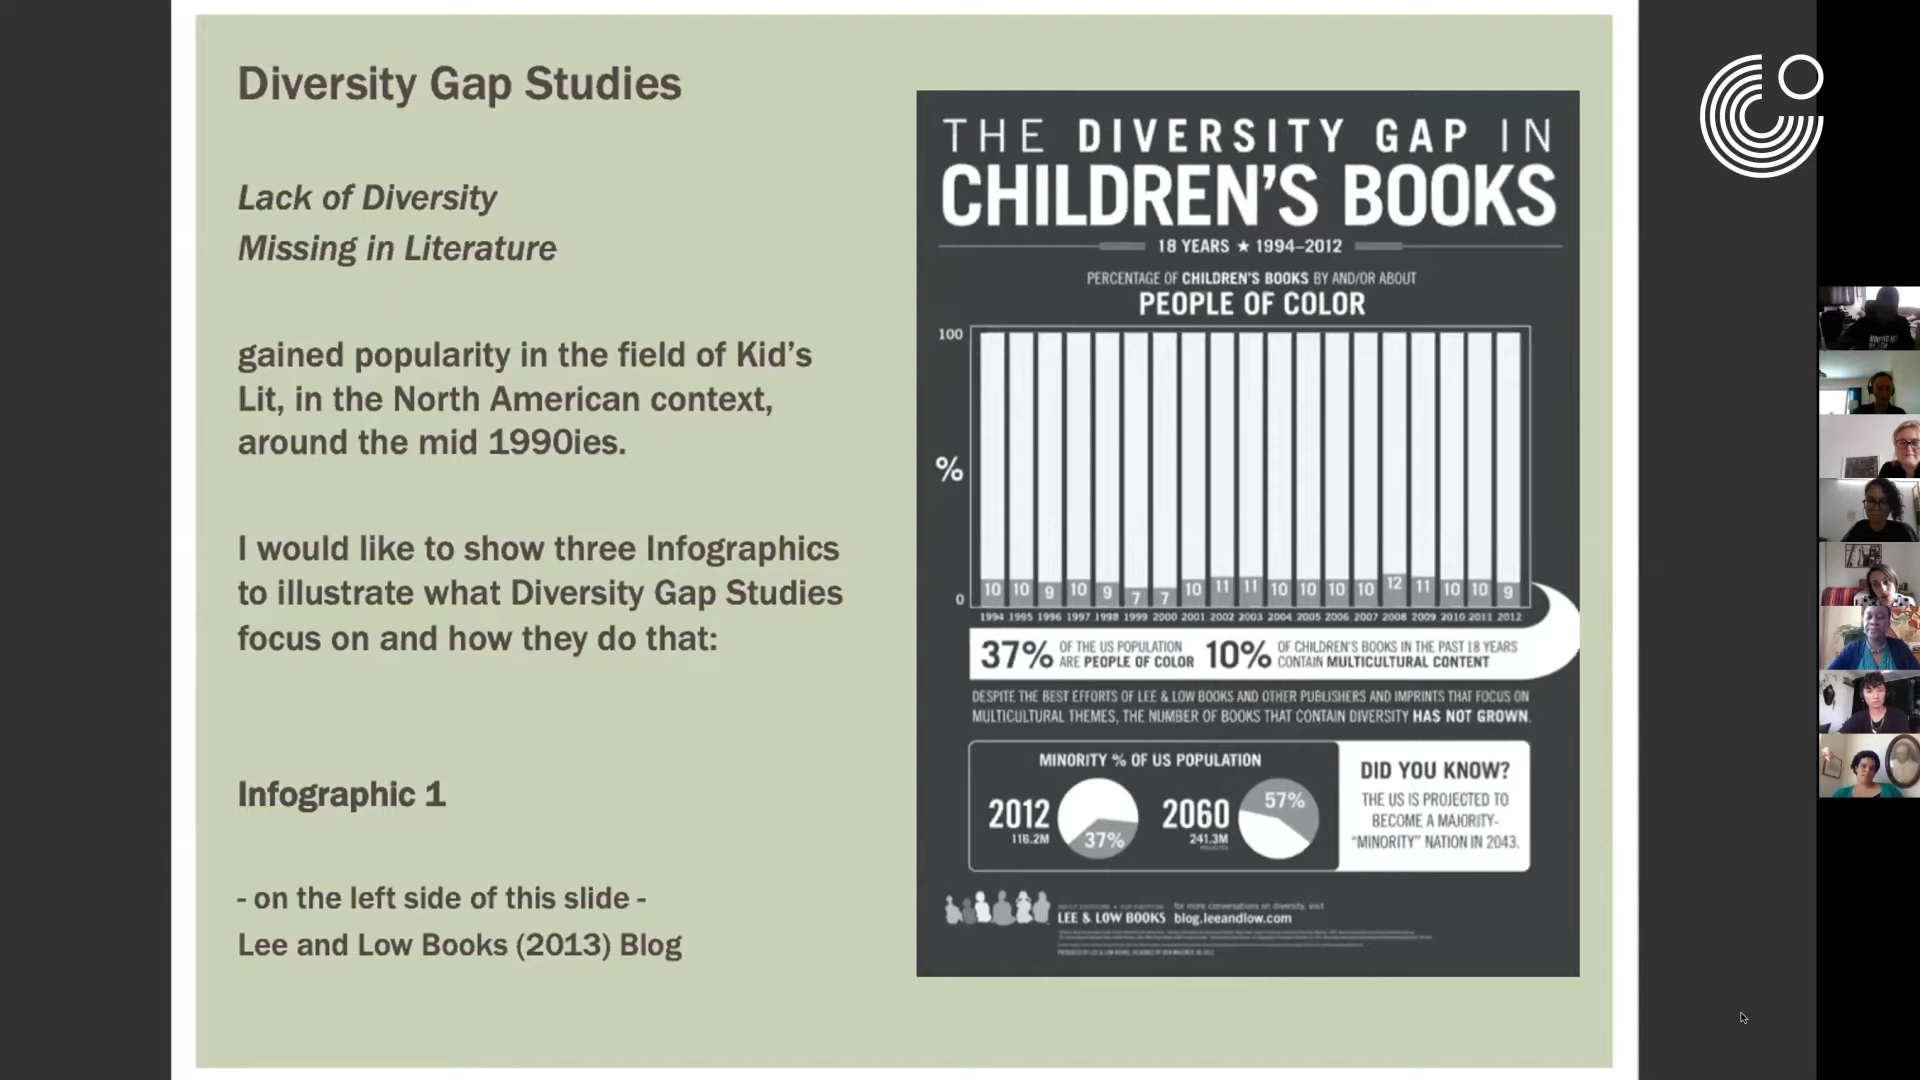 Diversity Gap Studies
Lack of Diversity
Missing in Literature
gained popularity in the field of Kid's
Lit, in the North American context,
around the mid 1990ies.
I would like to show three Infographics
to illustrate what Diversity Gap Studies
focus on and how they do that:
Infographic 1
- on the left side of this slide -
Lee and Low Books (2013) Blog
THE DIVERSITY GAP IN
CHILDREN'S BOOKS
18 YEARS ★ 1994–2012
PERCENTAGE OF CHILDREN'S BOOKS BY AND/OR ABOUT
PEOPLE OF COLOR
100
%
10 10 9 10 9 7 7 10 11 11 10 10 10 10 12 11 10 10 9
0
1994 1995 1996 1997 1998 1999 2000 2001 2002 2003 2004 2005 2006 2007 2008 2009 2010 2011 2012
37% OF THE US POPULATION
ARE PEOPLE OF COLOR
10% OF CHILDREN'S BOOKS IN THE PAST 18 YEARS
CONTAIN MULTICULTURAL CONTENT
DESPITE THE BEST EFFORTS OF LEE & LOW BOOKS AND OTHER PUBLISHERS AND IMPRINTS THAT FOCUS ON
MULTICULTURAL THEMES, THE NUMBER OF BOOKS THAT CONTAIN DIVERSITY HAS NOT GROWN.
MINORITY % OF US POPULATION
2012
116.2M
37%
2060
241.3M
57%
DID YOU KNOW?
THE US IS PROJECTED TO
BECOME A MAJORITY-
"MINORITY" NATION IN 2043.
LEE & LOW BOOKS
for more conversations on diversity, visit
blog.leeandlow.com